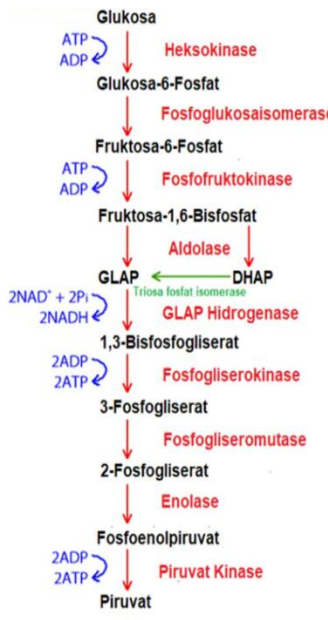 Glukosa
ATP
ADP
Heksokinase
Glukosa-6-Fosfat
Fosfoglukosaisomerase
Fruktosa-6-Fosfat
ATP
ADP
Fosfofruktokinase
Fruktosa-1,6-Bisfosfat
Aldolase
GLAP
DHAP
Triosa fosfat isomerase
2NAD⁺ + 2Pi
2NADH
GLAP Hidrogenase
1,3-Bisfosfogliserat
2ADP
2ATP
Fosfogliserokinase
3-Fosfogliserat
Fosfogliseromutase
2-Fosfogliserat
Enolase
Fosfoenolpiruvat
2ADP
2ATP
Piruvat Kinase
Piruvat